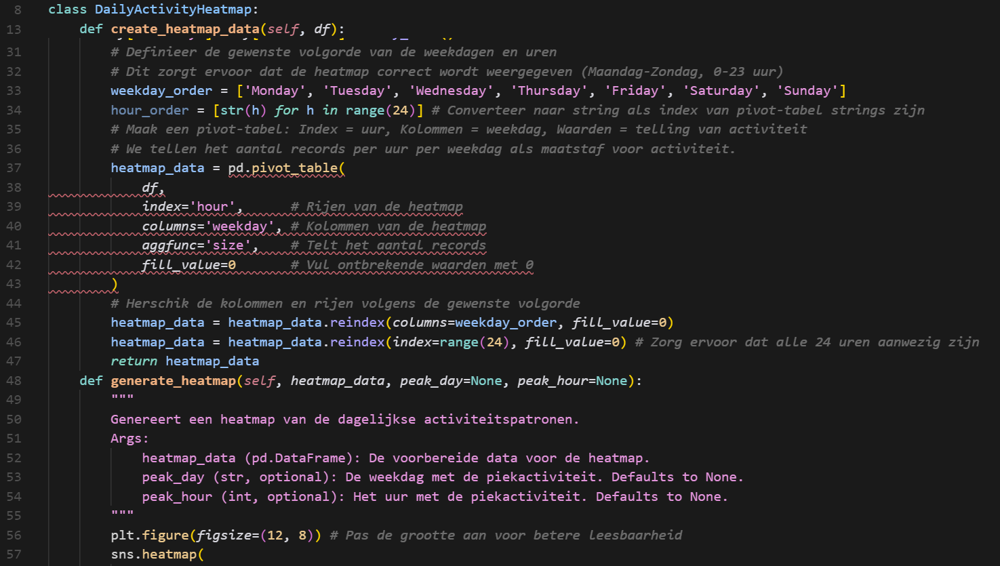 8 class DailyActivityHeatmap:
13 def create_heatmap_data(self, df):
31 # Definieer de gewenste volgorde van de weekdagen en uren
32 # Dit zorgt ervoor dat de heatmap correct wordt weergegeven (Maandag-Zondag, 0-23 uur)
33 weekday_order = ['Monday', 'Tuesday', 'Wednesday', 'Thursday', 'Friday', 'Saturday', 'Sunday']
34 hour_order = [str(h) for h in range(24)] # Converteer naar string als index van pivot-tabel strings zijn
35 # Maak een pivot-tabel: Index = uur, Kolommen = weekdag, Waarden = telling van activiteit
36 # We tellen het aantal records per uur per weekdag als maatstaf voor activiteit.
37 heatmap_data = pd.pivot_table(
38 df,
39 index='hour', # Rijen van de heatmap
40 columns='weekday', # Kolommen van de heatmap
41 aggfunc='size', # Telt het aantal records
42 fill_value=0 # Vul ontbrekende waarden met 0
43 )
44 # Herschik de kolommen en rijen volgens de gewenste volgorde
45 heatmap_data = heatmap_data.reindex(columns=weekday_order, fill_value=0)
46 heatmap_data = heatmap_data.reindex(index=range(24), fill_value=0) # Zorg ervoor dat alle 24 uren aanwezig zijn
47 return heatmap_data
48 def generate_heatmap(self, heatmap_data, peak_day=None, peak_hour=None):
49 """
50 Genereert een heatmap van de dagelijkse activiteitspatronen.
51 Args:
52 heatmap_data (pd.DataFrame): De voorbereide data voor de heatmap.
53 peak_day (str, optional): De weekdag met de piekactiviteit. Defaults to None.
54 peak_hour (int, optional): Het uur met de piekactiviteit. Defaults to None.
55 """
56 plt.figure(figsize=(12, 8)) # Pas de grootte aan voor betere leesbaarheid
57 sns.heatmap(